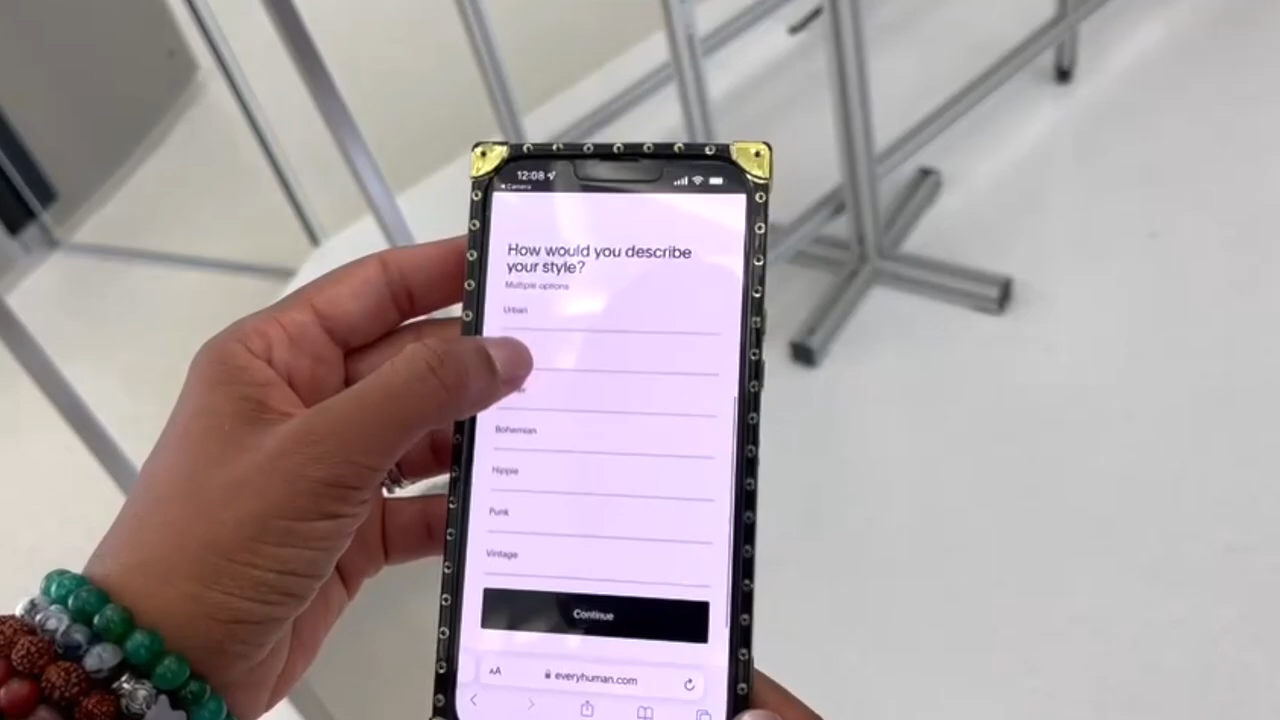 12:08
Camera
How would you describe
your style?
Multiple options
Urban
Bohemian
Hippie
Punk
Vintage
Continue
AA
everyhuman.com